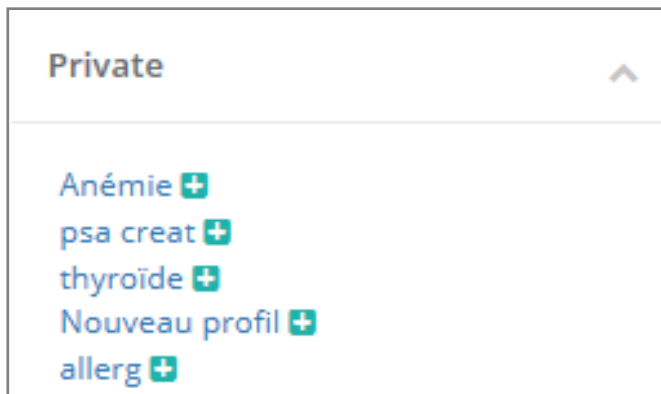 Private
Anémie
psa creat
thyroïde
Nouveau profil
allerg